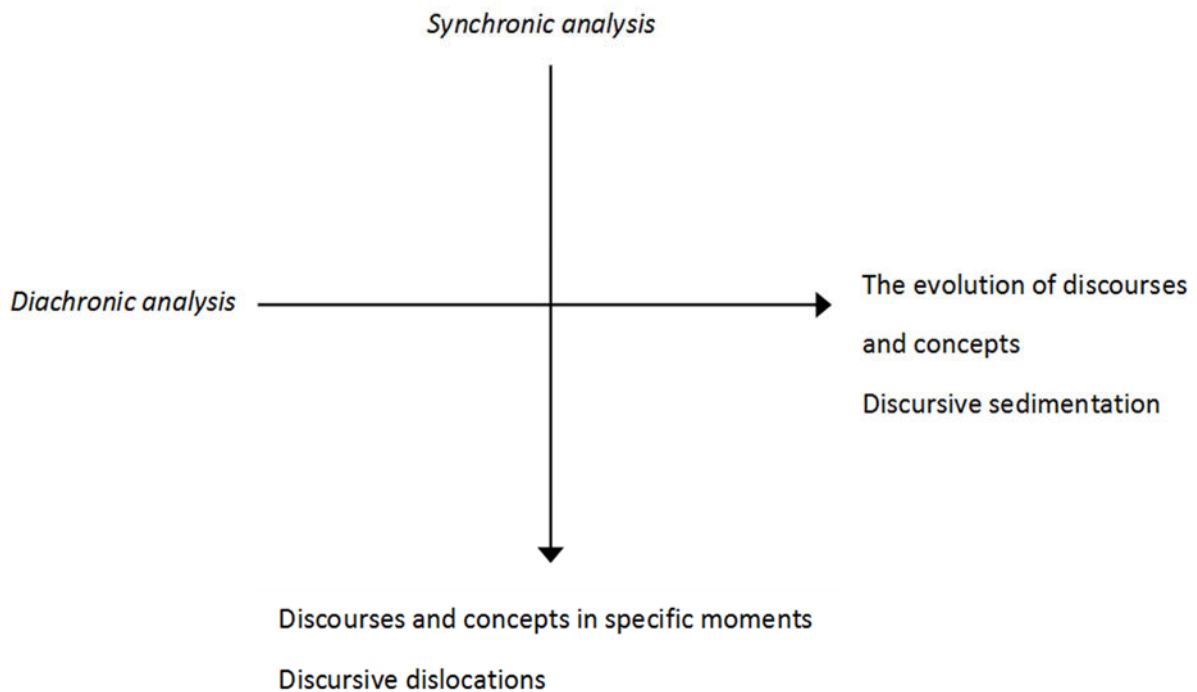 Synchronic analysis
Diachronic analysis
The evolution of discourses
and concepts
Discursive sedimentation
Discourses and concepts in specific moments
Discursive dislocations